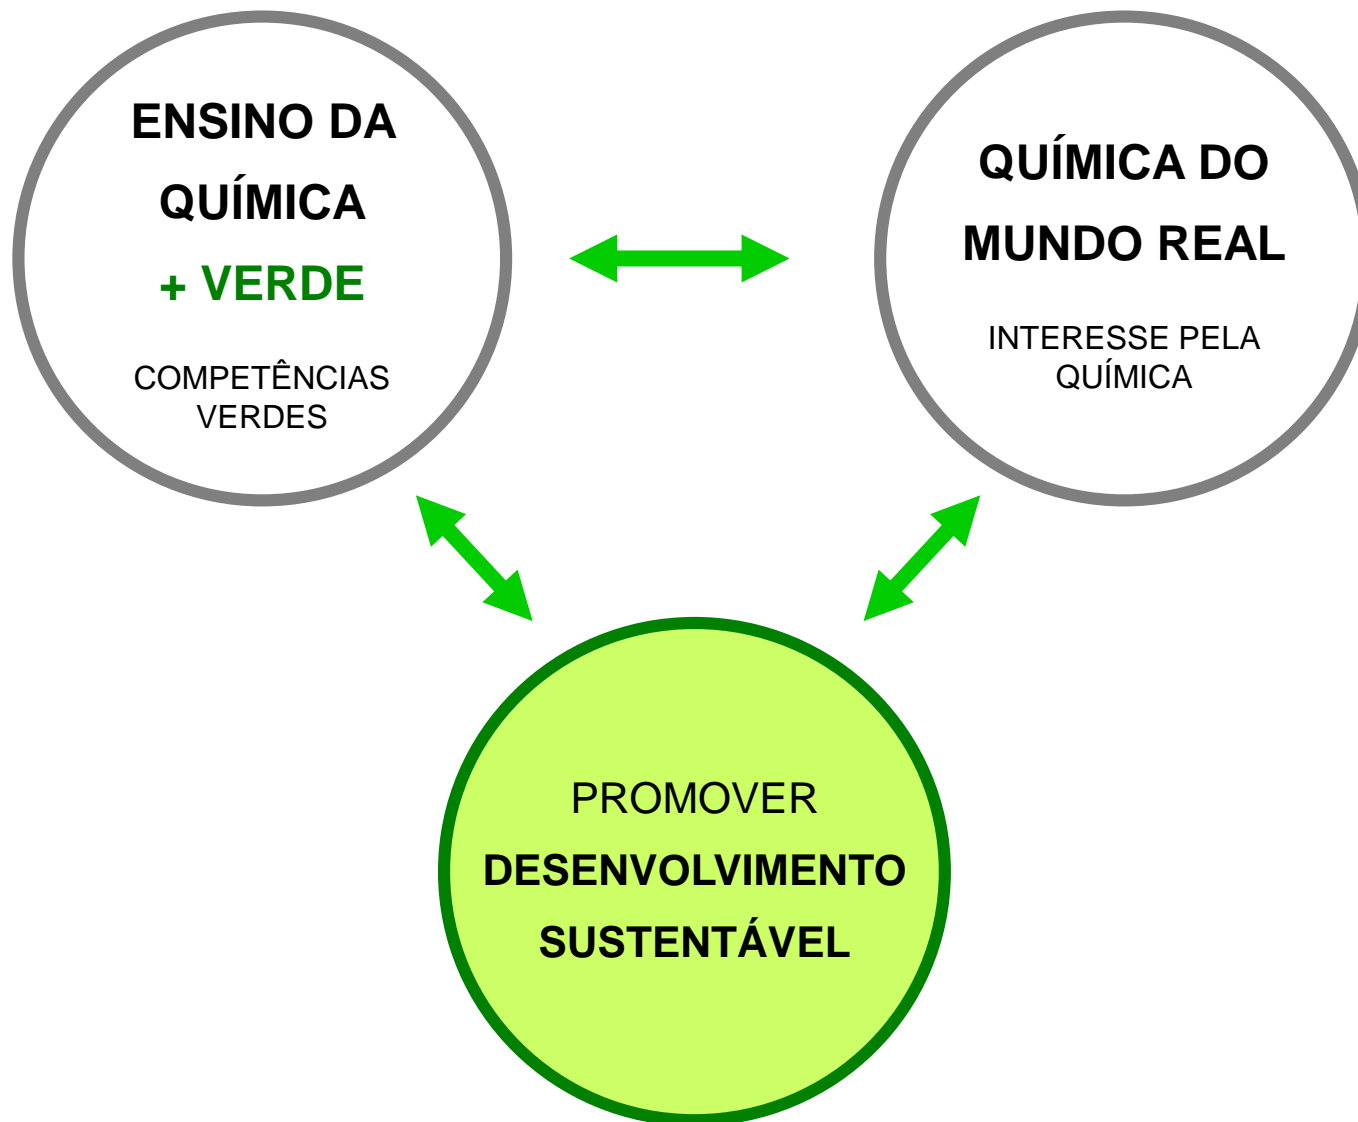 ENSINO DA
QUÍMICA
+ VERDE
COMPETÊNCIAS
VERDES
QUÍMICA DO
MUNDO REAL
INTERESSE PELA
QUÍMICA
PROMOVER
DESENVOLVIMENTO
SUSTENTÁVEL